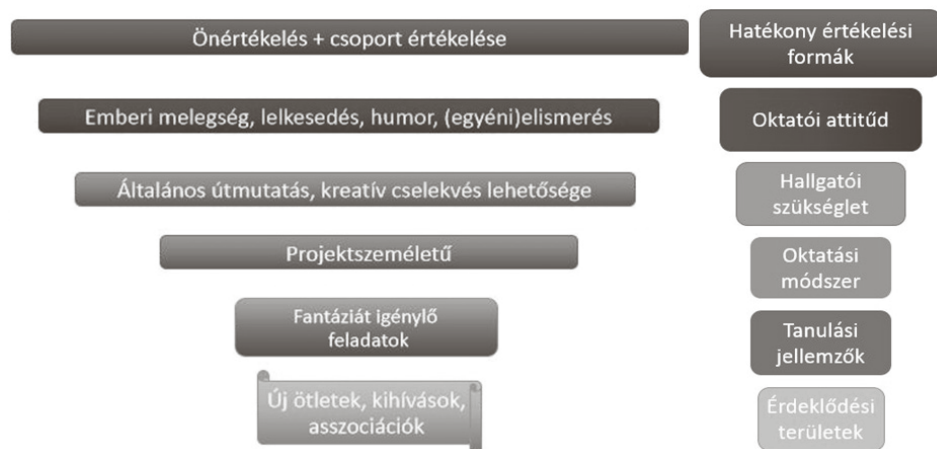 Önértékelés + csoport értékelése
Hatékony értékelési
formák
Emberi melegség, lelkesedés, humor, (egyéni)elismerés
Oktatói attitűd
Általános útmutatás, kreatív cselekvés lehetősége
Hallgatói
szükséglet
Projektszeméletű
Oktatási
módszer
Fantáziát igénylő
feladatok
Tanulási
jellemzők
Új ötletek, kihívások,
asszociációk
Érdeklődési
területek